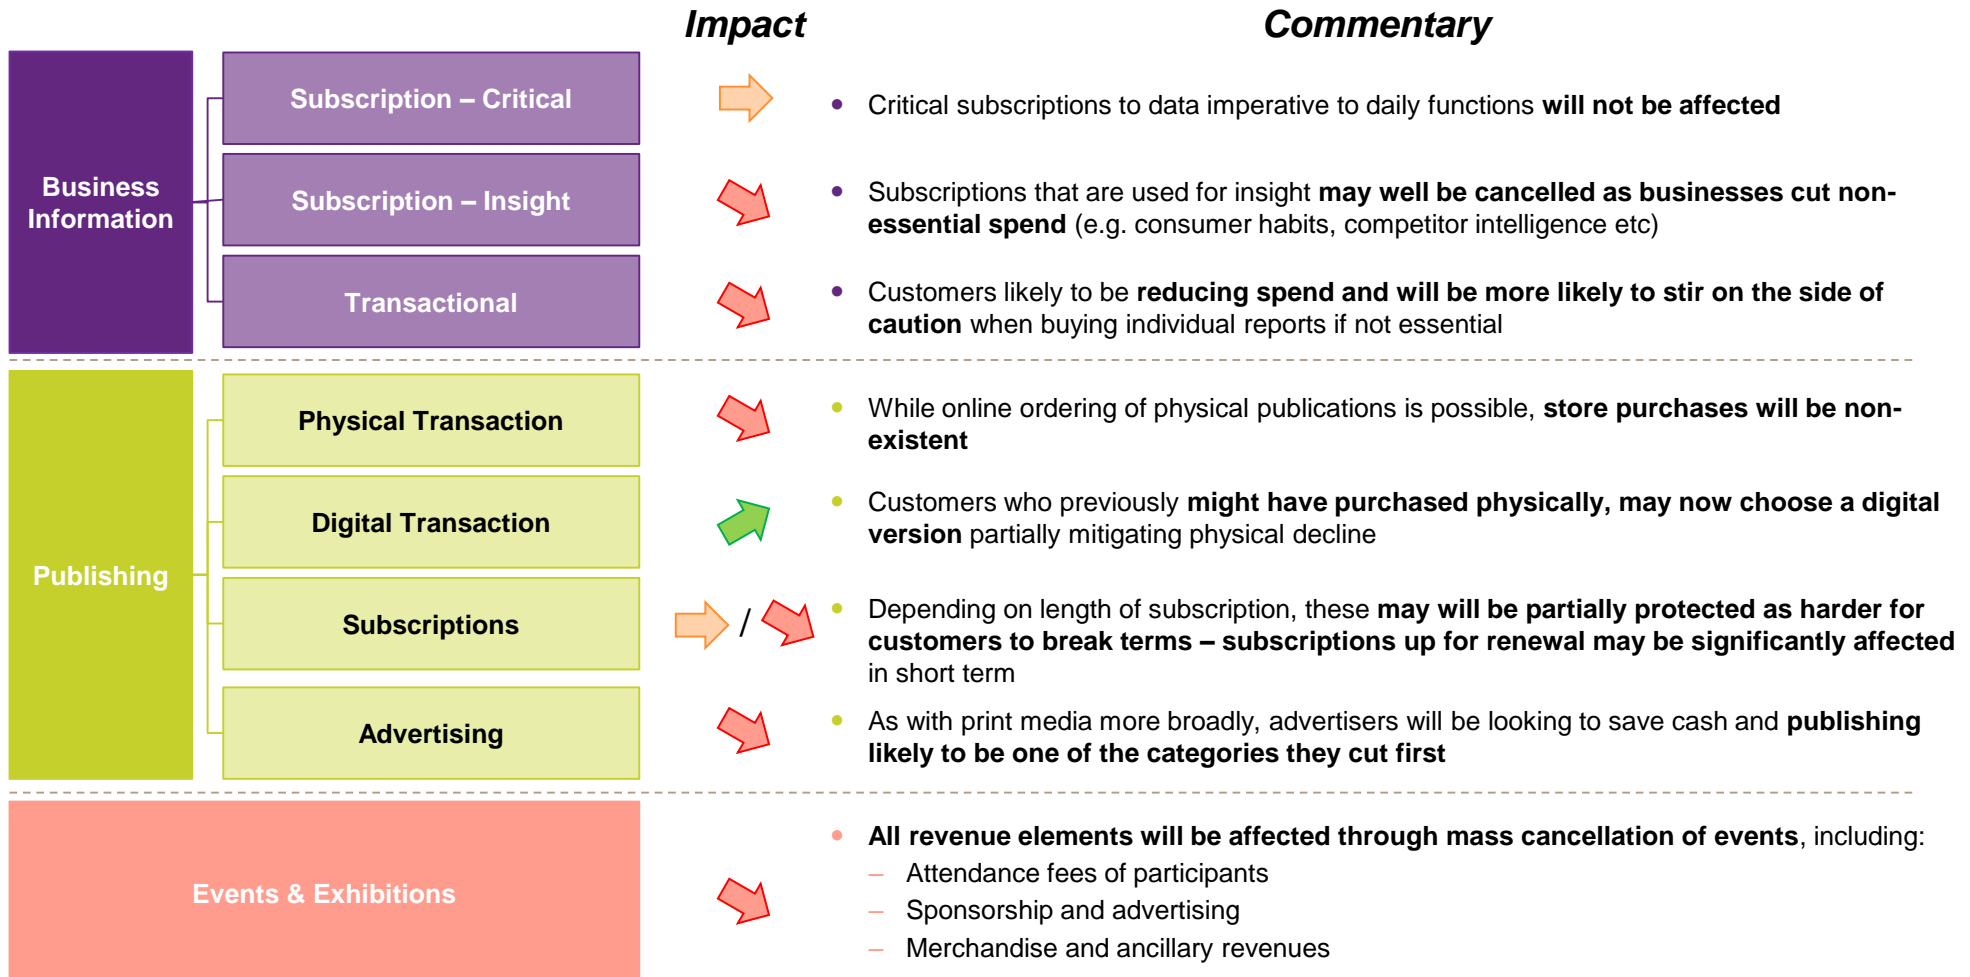 Impact
Commentary
Business
Information
Subscription – Critical
• Critical subscriptions to data imperative to daily functions will not be affected
Subscription – Insight
• Subscriptions that are used for insight may well be cancelled as businesses cut non-
essential spend (e.g. consumer habits, competitor intelligence etc)
Transactional
• Customers likely to be reducing spend and will be more likely to stir on the side of
caution when buying individual reports if not essential
Publishing
Physical Transaction
• While online ordering of physical publications is possible, store purchases will be non-
existent
Digital Transaction
• Customers who previously might have purchased physically, may now choose a digital
version partially mitigating physical decline
Subscriptions
/
• Depending on length of subscription, these may will be partially protected as harder for
customers to break terms – subscriptions up for renewal may be significantly affected
in short term
Advertising
• As with print media more broadly, advertisers will be looking to save cash and publishing
likely to be one of the categories they cut first
Events & Exhibitions
• All revenue elements will be affected through mass cancellation of events, including:
– Attendance fees of participants
– Sponsorship and advertising
– Merchandise and ancillary revenues